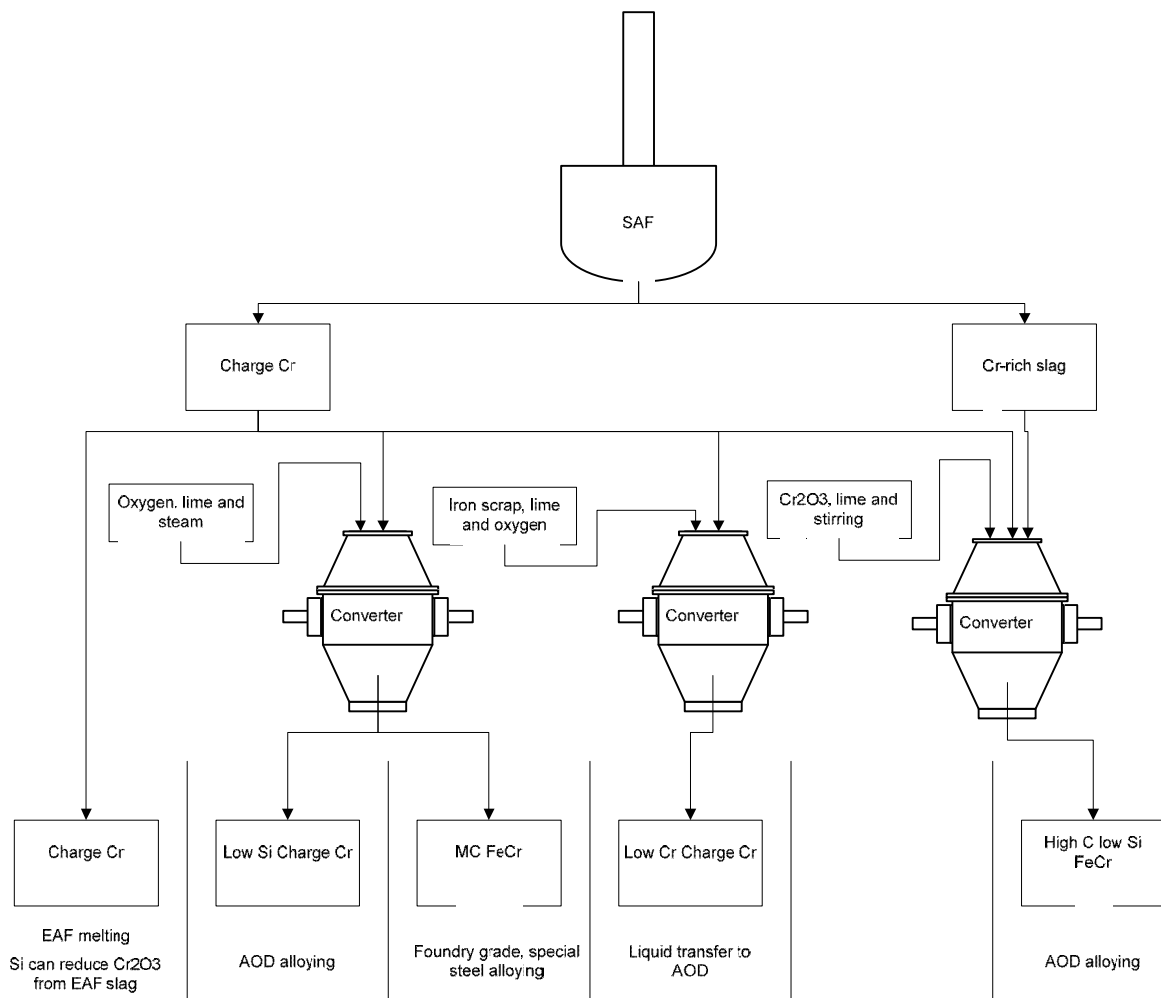 SAF
Charge Cr
Cr-rich slag
Oxygen. lime and
steam
Iron scrap, lime
and oxygen
Cr2O3, lime and
stirring
Converter
Converter
Converter
Charge Cr
Low Si Charge Cr
MC FeCr
Low Cr Charge Cr
High C low Si
FeCr
EAF melting
Si can reduce Cr2O3
from EAF slag
AOD alloying
Foundry grade, special
steel alloying
Liquid transfer to
AOD
AOD alloying